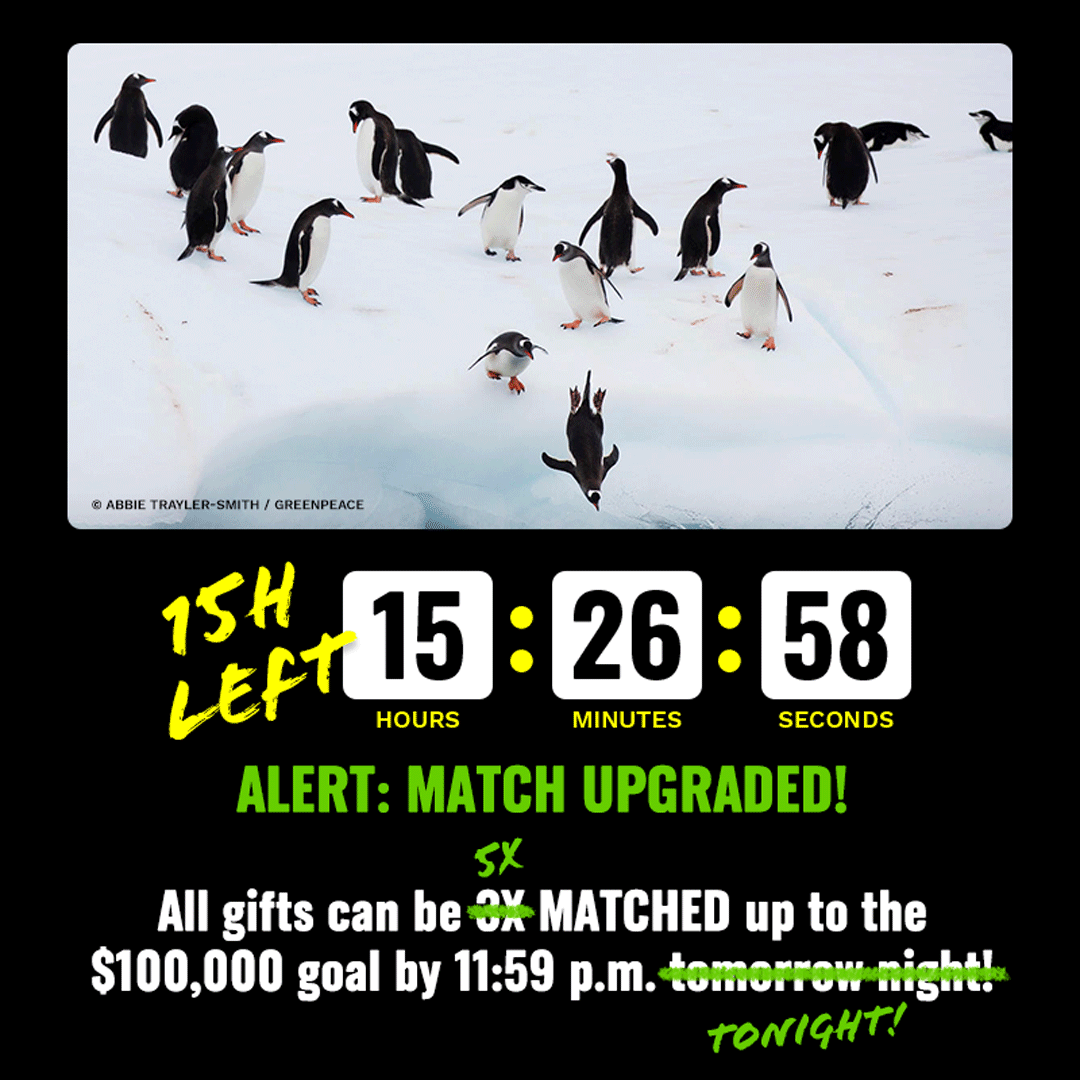 © ABBIE TRAYLER-SMITH / GREENPEACE
15H
LEFT
15 : 26 : 58
HOURS MINUTES SECONDS
ALERT: MATCH UPGRADED!
5X
All gifts can be 3X MATCHED up to the
$100,000 goal by 11:59 p.m. tomorrow night!
TONIGHT!